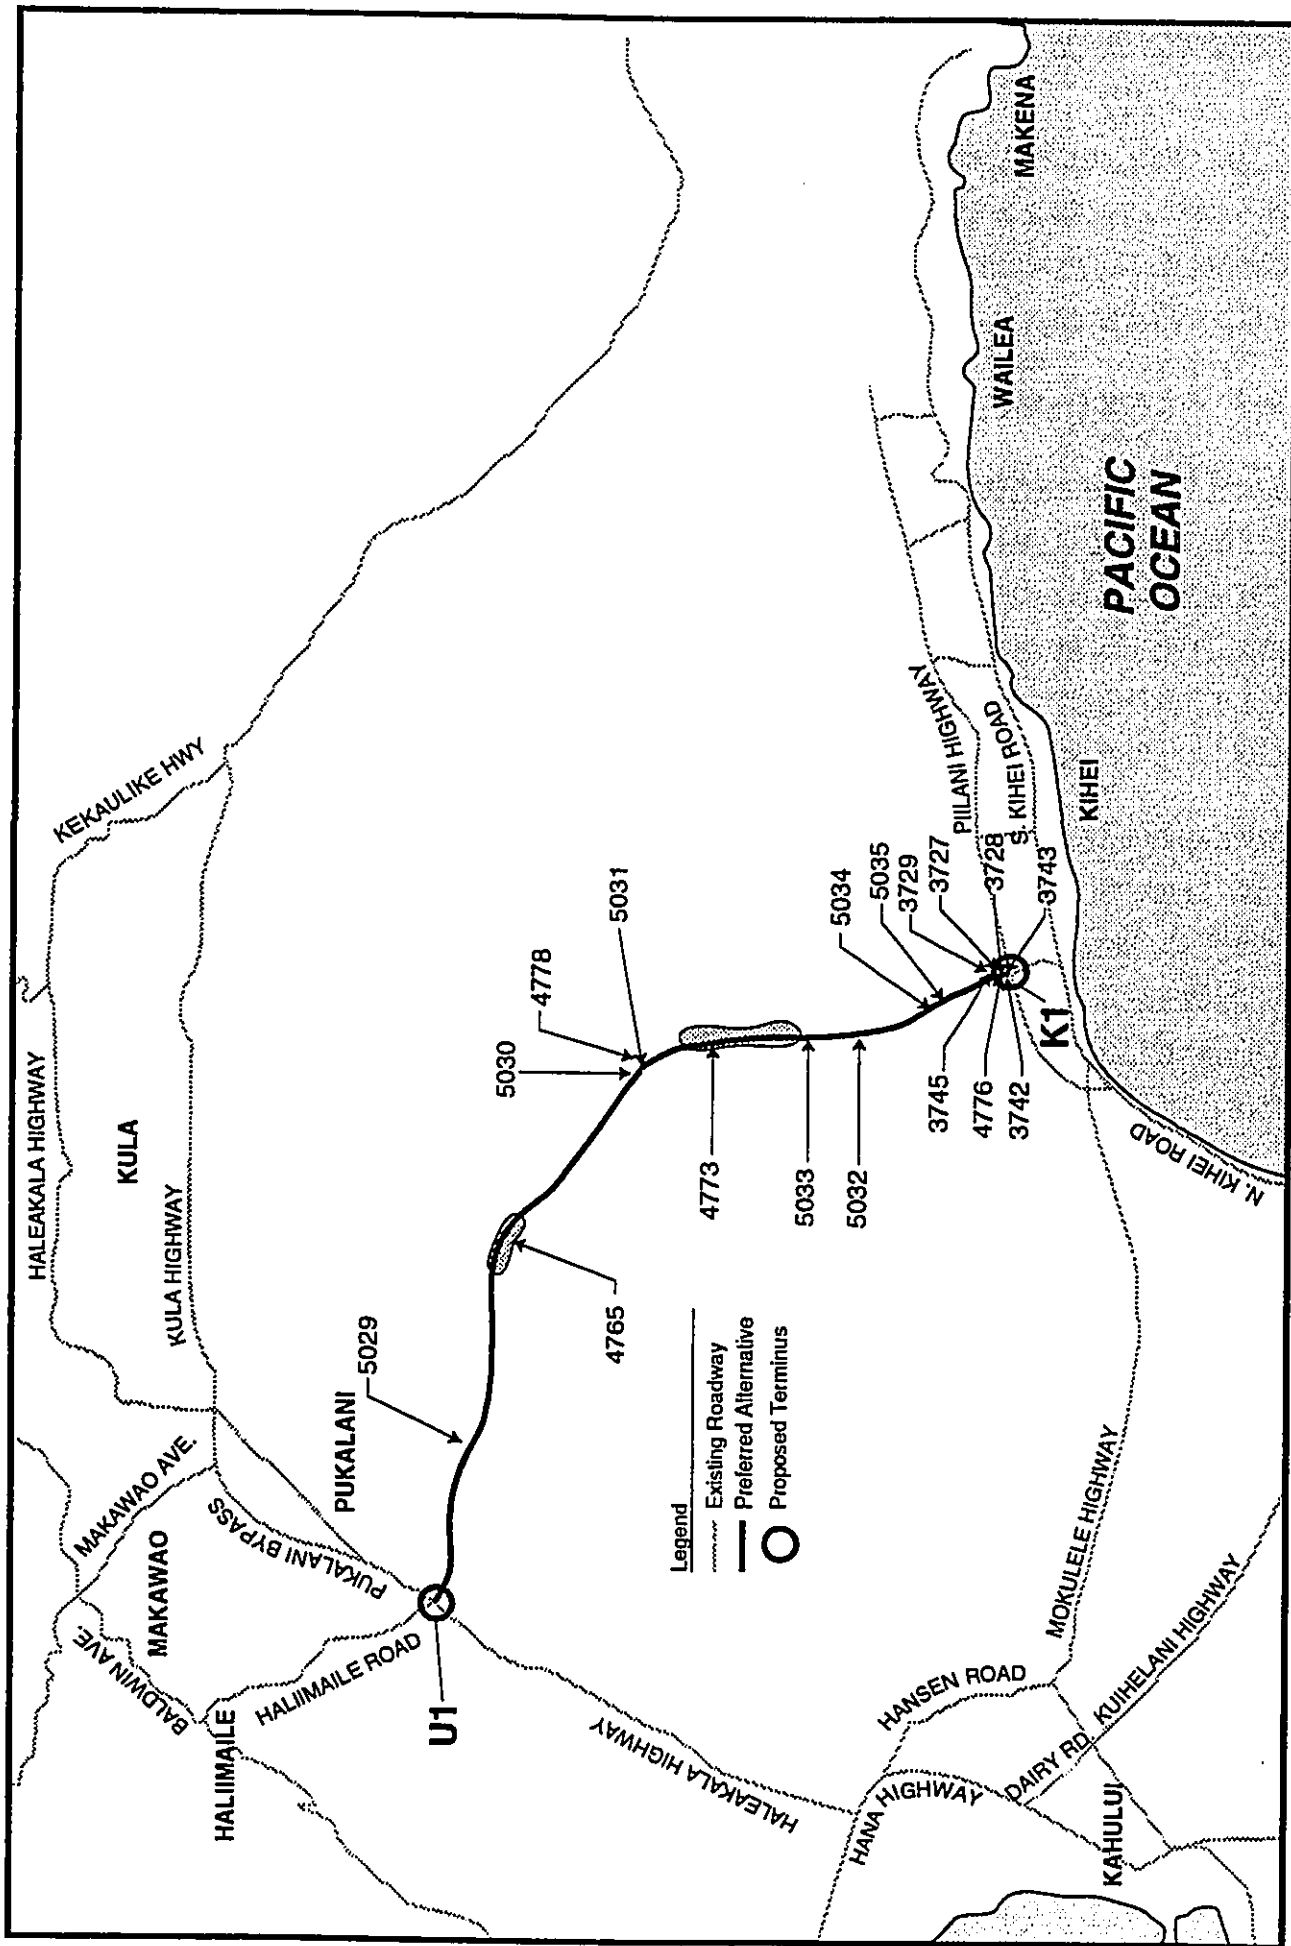 HALEAKALA HIGHWAY
KULA
KULA HIGHWAY
KEKAULIKE HWY
MAKAWAO AVE.
MAKAWAO
BALDWIN AVE.
PUKALANI BYPASS
PUKALANI
HALIIMAILE
HALIIMAILE ROAD
U1
5029
4765
5030
4778
5031
4773
5033
5032
5034
5035
3729
3727
3728
3743
3745
4776
3742
K1
PIILANI HIGHWAY
S. KIHEI ROAD
KIHEI
WAILEA
MAKENA
PACIFIC
OCEAN
N. KIHEI ROAD
MOKULELE HIGHWAY
HALEAKALA HIGHWAY
HANSEN ROAD
HANA HIGHWAY
DAIRY RD.
KUIHELANI HIGHWAY
KAHULUI
Legend
Existing Roadway
Preferred Alternative
Proposed Terminus